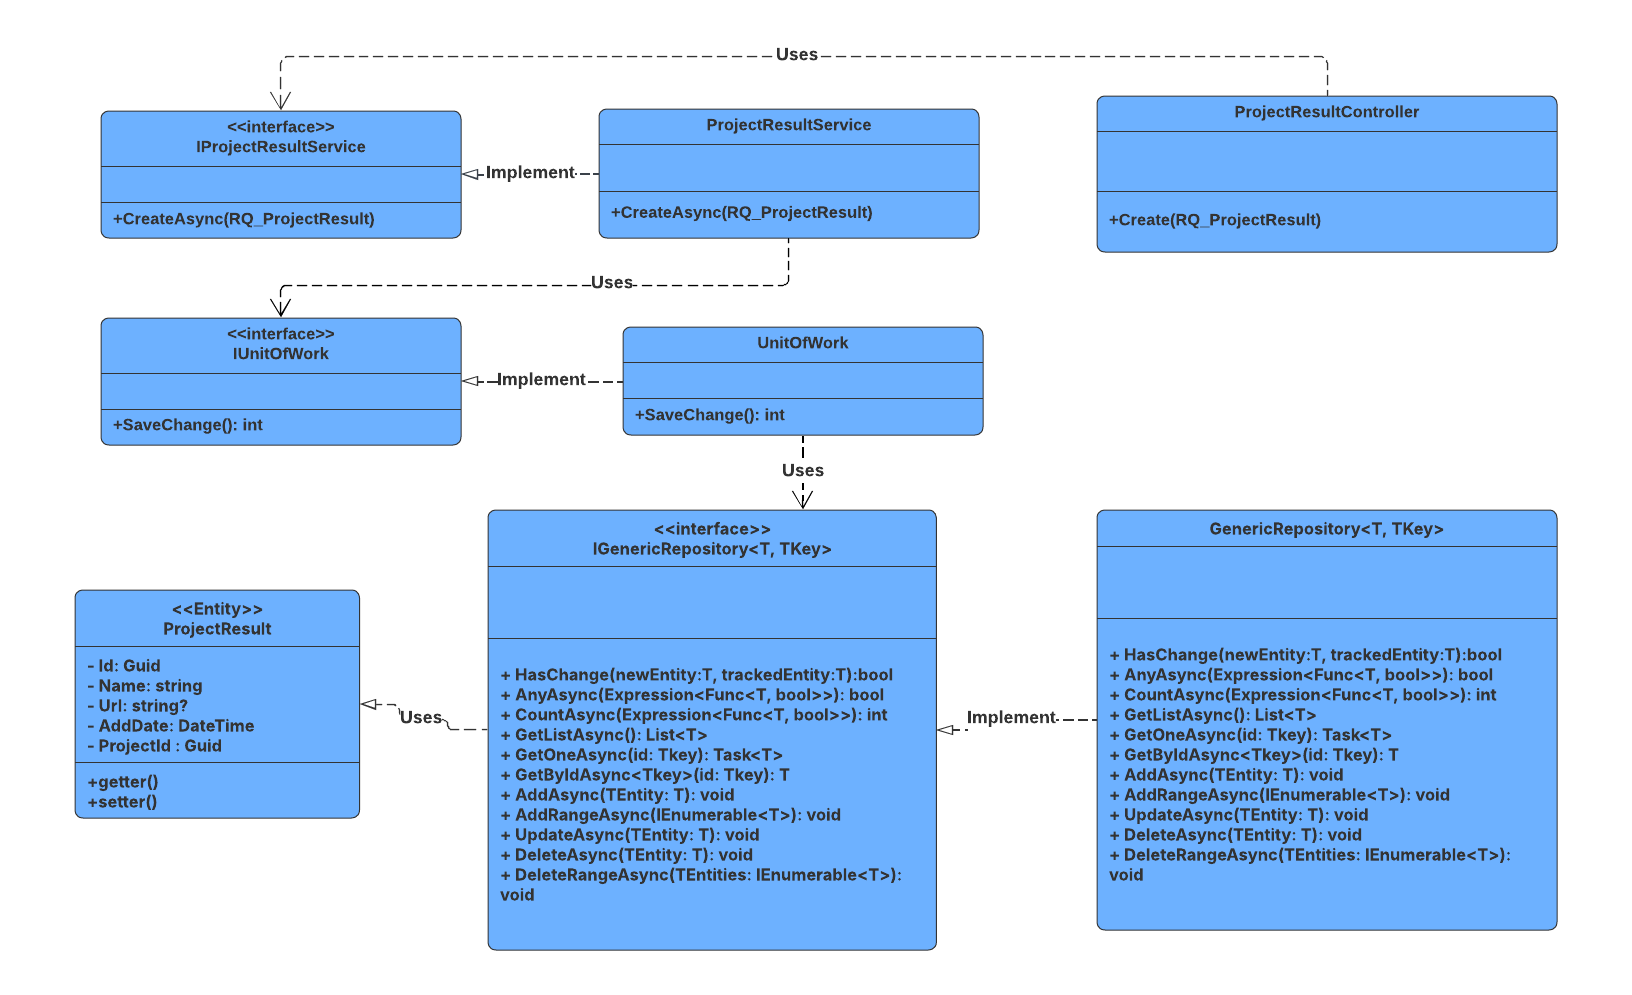 Uses
<<interface>>
IProjectResultService
+CreateAsync(RQ_ProjectResult)
Implement
ProjectResultService
+CreateAsync(RQ_ProjectResult)
ProjectResultController
+Create(RQ_ProjectResult)
Uses
<<interface>>
IUnitOfWork
+SaveChange(): int
Implement
UnitOfWork
+SaveChange(): int
Uses
<<Entity>>
ProjectResult
- Id: Guid
- Name: string
- Url: string?
- AddDate: DateTime
- ProjectId : Guid
+getter()
+setter()
Uses
<<interface>>
IGenericRepository<T, TKey>
+ HasChange(newEntity:T, trackedEntity:T):bool
+ AnyAsync(Expression<Func<T, bool>>): bool
+ CountAsync(Expression<Func<T, bool>>): int
+ GetListAsync(): List<T>
+ GetOneAsync(id: Tkey): Task<T>
+ GetByIdAsync<Tkey>(id: Tkey): T
+ AddAsync(TEntity: T): void
+ AddRangeAsync(IEnumerable<T>): void
+ UpdateAsync(TEntity: T): void
+ DeleteAsync(TEntity: T): void
+ DeleteRangeAsync(TEntities: IEnumerable<T>):
void
Implement
GenericRepository<T, TKey>
+ HasChange(newEntity:T, trackedEntity:T):bool
+ AnyAsync(Expression<Func<T, bool>>): bool
+ CountAsync(Expression<Func<T, bool>>): int
+ GetListAsync(): List<T>
+ GetOneAsync(id: Tkey): Task<T>
+ GetByIdAsync<Tkey>(id: Tkey): T
+ AddAsync(TEntity: T): void
+ AddRangeAsync(IEnumerable<T>): void
+ UpdateAsync(TEntity: T): void
+ DeleteAsync(TEntity: T): void
+ DeleteRangeAsync(TEntities: IEnumerable<T>):
void